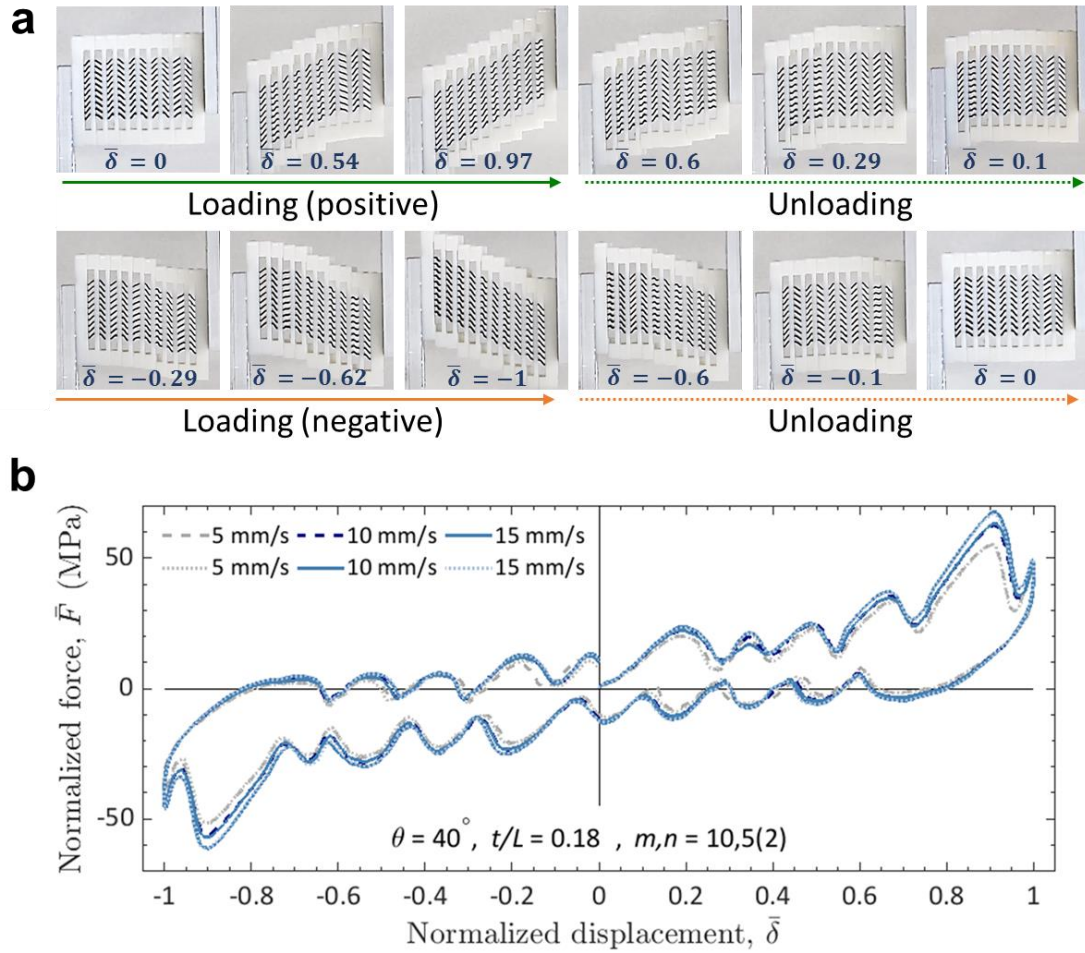 a
δ̄ = 0
δ̄ = 0.54
δ̄ = 0.97
δ̄ = 0.6
δ̄ = 0.29
δ̄ = 0.1
Loading (positive)
Unloading
δ̄ = −0.29
δ̄ = −0.62
δ̄ = −1
δ̄ = −0.6
δ̄ = −0.1
δ̄ = 0
Loading (negative)
Unloading
b
Normalized force, F̄ (MPa)
50
0
-50
5 mm/s 10 mm/s 15 mm/s
5 mm/s 10 mm/s 15 mm/s
θ = 40°, t/L = 0.18 , m,n = 10,5(2)
-1 -0.8 -0.6 -0.4 -0.2 0 0.2 0.4 0.6 0.8 1
Normalized displacement, δ̄